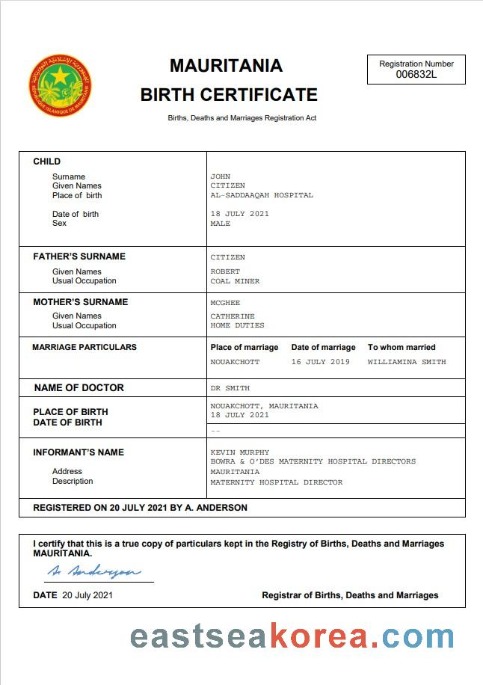 MAURITANIA
BIRTH CERTIFICATE
Births, Deaths and Marriages Registration Act
Registration Number
006832L
CHILD
Surname JOHN
Given Names CITIZEN
Place of birth AL-SADDAAQAH HOSPITAL
Date of birth 18 JULY 2021
Sex MALE
FATHER'S SURNAME CITIZEN
Given Names ROBERT
Usual Occupation COAL MINER
MOTHER'S SURNAME MCGHEE
Given Names CATHERINE
Usual Occupation HOME DUTIES
MARRIAGE PARTICULARS Place of marriage Date of marriage To whom married
NOUAKCHOTT 16 JULY 2019 WILLIAMINA SMITH
NAME OF DOCTOR DR SMITH
PLACE OF BIRTH NOUAKCHOTT, MAURITANIA
DATE OF BIRTH 18 JULY 2021
--
INFORMANT'S NAME KEVIN MURPHY
BOWRA & O'DES MATERNITY HOSPITAL DIRECTORS
Address MAURITANIA
Description MATERNITY HOSPITAL DIRECTOR
REGISTERED ON 20 JULY 2021 BY A. ANDERSON
I certify that this is a true copy of particulars kept in the Registry of Births, Deaths and Marriages
MAURITANIA.
A. Anderson
DATE 20 July 2021 Registrar of Births, Deaths and Marriages
eastseakorea.com